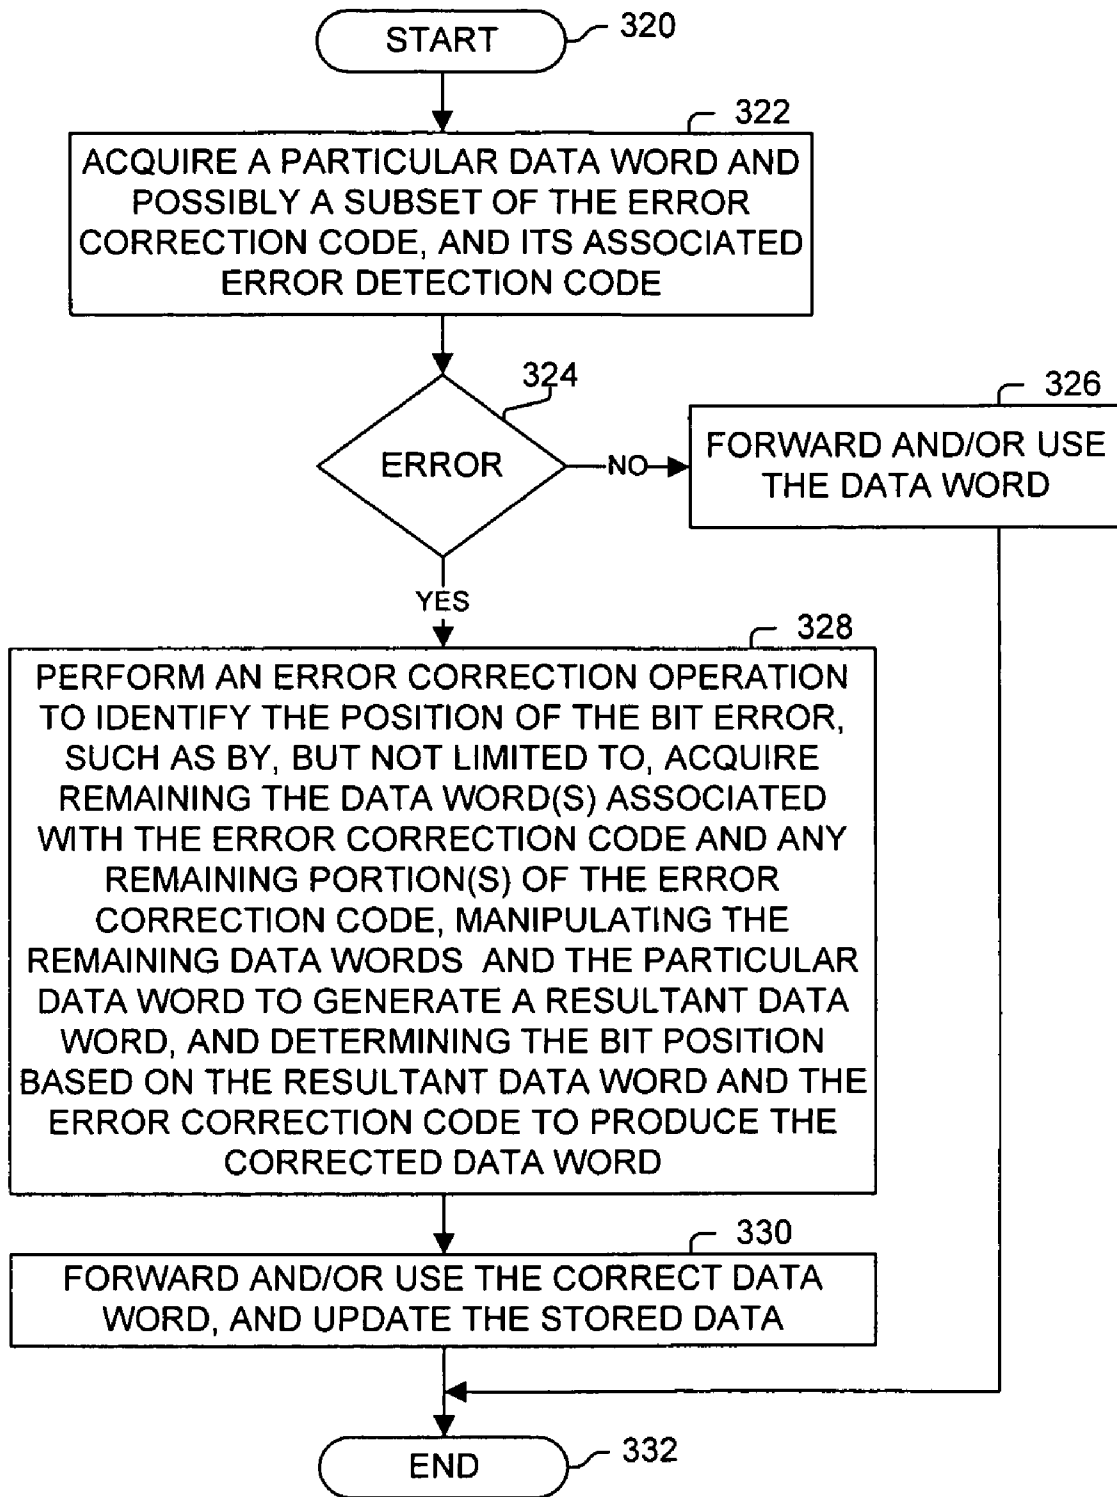 START
320
322
ACQUIRE A PARTICULAR DATA WORD AND
POSSIBLY A SUBSET OF THE ERROR
CORRECTION CODE, AND ITS ASSOCIATED
ERROR DETECTION CODE
324
ERROR
NO
326
FORWARD AND/OR USE
THE DATA WORD
YES
328
PERFORM AN ERROR CORRECTION OPERATION
TO IDENTIFY THE POSITION OF THE BIT ERROR,
SUCH AS BY, BUT NOT LIMITED TO, ACQUIRE
REMAINING THE DATA WORD(S) ASSOCIATED
WITH THE ERROR CORRECTION CODE AND ANY
REMAINING PORTION(S) OF THE ERROR
CORRECTION CODE, MANIPULATING THE
REMAINING DATA WORDS AND THE PARTICULAR
DATA WORD TO GENERATE A RESULTANT DATA
WORD, AND DETERMINING THE BIT POSITION
BASED ON THE RESULTANT DATA WORD AND THE
ERROR CORRECTION CODE TO PRODUCE THE
CORRECTED DATA WORD
330
FORWARD AND/OR USE THE CORRECT DATA
WORD, AND UPDATE THE STORED DATA
END
332